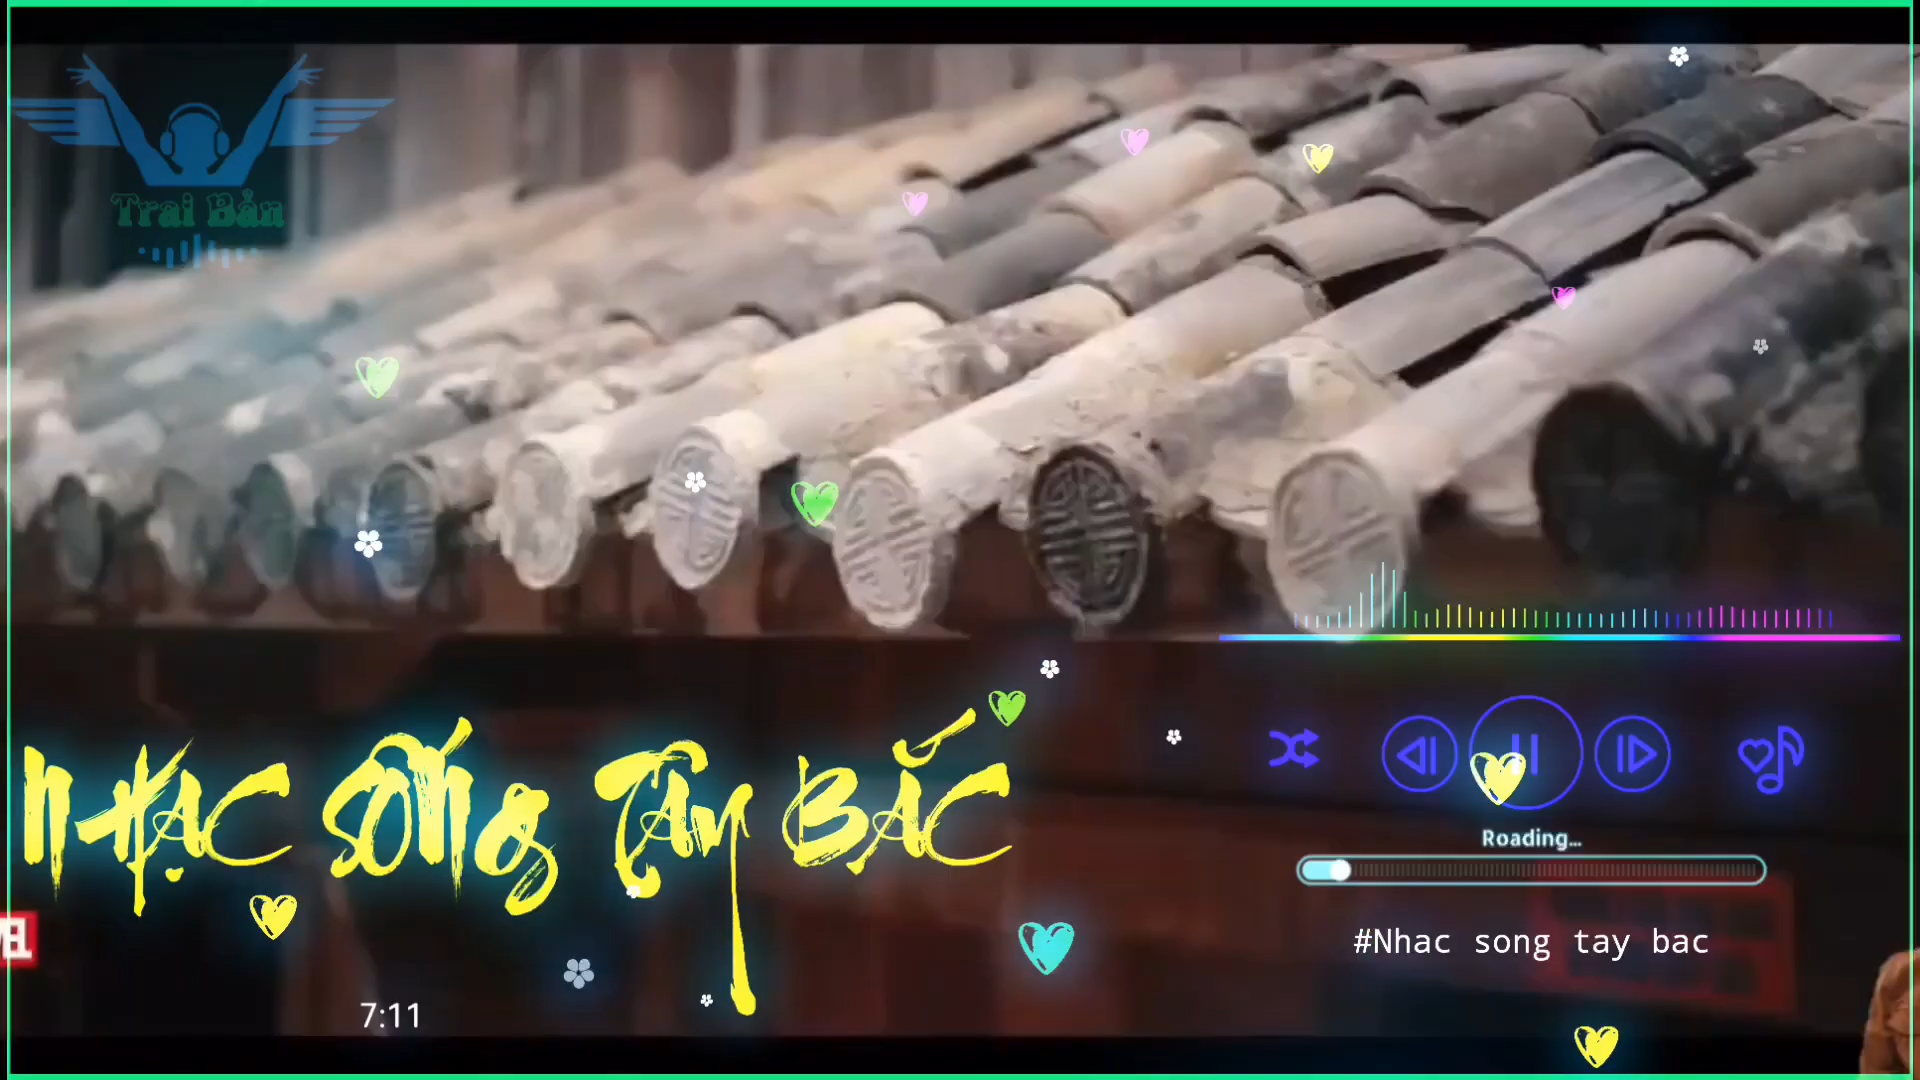 Trai Bản
NHẠC SỐNG TÂY BẮC
Roading...
#Nhac song tay bac
7:11